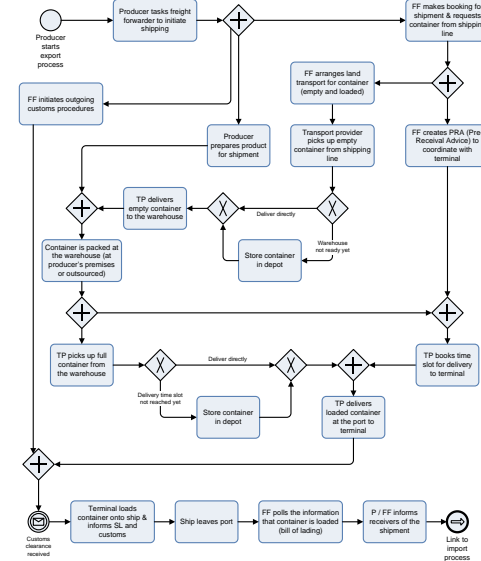 Producer tasks freight
forwarder to initiate
shipping
FF makes booking fo
shipment & requests
container from shippin
line
Producer
starts
export
process
FF arranges land
transport for container
(empty and loaded)
FF initiates outgoing
customs procedures
Producer
prepares product
for shipment
Transport provider
picks up empty
container from shipping
line
FF creates PRA (Pre
Receival Advice) to
coordinate with
terminal
TP delivers
empty container
to the warehouse
Deliver directly
Container is packed at
the warehouse (at
producer's premises
or outsourced)
Store container
in depot
Warehouse
not ready yet
TP picks up full
container from
the warehouse
Deliver directly
TP books time
slot for delivery
to terminal
Delivery time slot
not reached yet
Store container
in depot
TP delivers
loaded container
at the port to
terminal
Customs
clearance
received
Terminal loads
container onto ship &
informs SL and
customs
Ship leaves port
FF polls the information
that container is loaded
(bill of lading)
P / FF informs
receivers of the
shipment
Link to
import
process